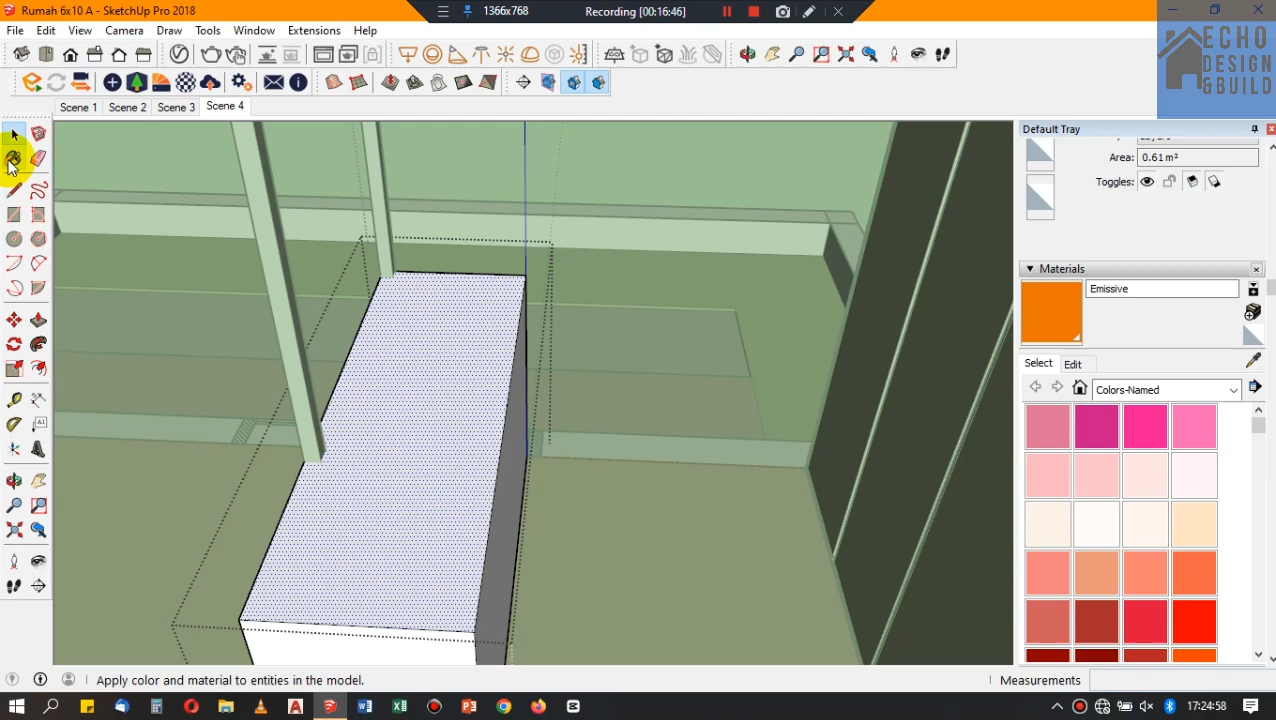 Rumah 6x10 A - SketchUp Pro 2018
1366x768
Recording [00:16:46]
File Edit View Camera Draw Tools Window Extensions Help
ECHO
DESIGN
&BUILD
Scene 1 Scene 2 Scene 3 Scene 4
Default Tray
Area: 0.61 m²
Toggles:
Materials
Emissive
Select Edit
Colors-Named
A1
Apply color and material to entities in the model.
Measurements
17:24:58